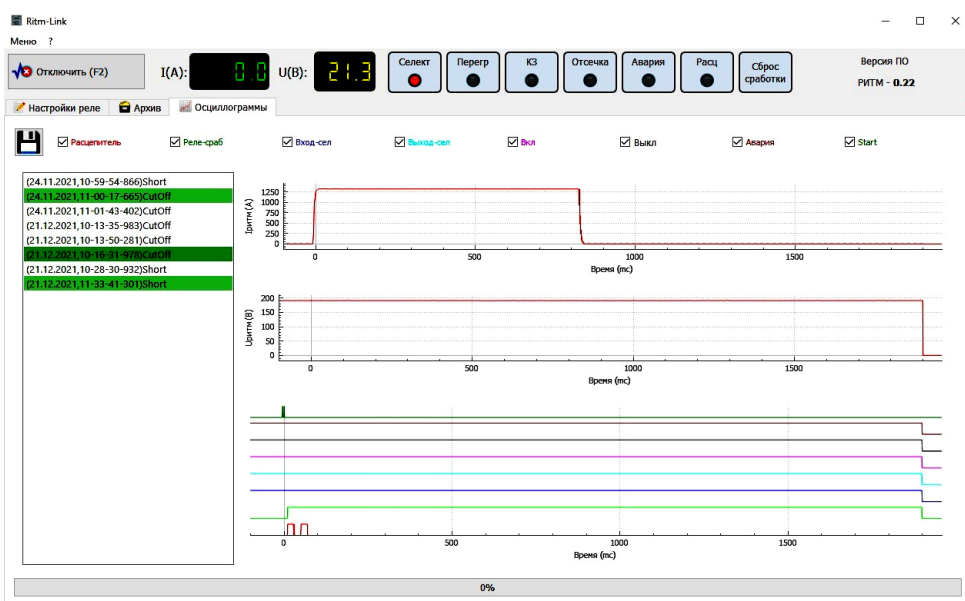 Ritm-Link
Меню ?
Отключить (F2)
I(A): 0.0
U(B): 21.3
Селект
Перегр
КЗ
Отсечка
Авария
Расц
Сброс
сработки
Версия ПО
РИТМ - 0.22
Настройки реле
Архив
Осциллограммы
Расцепитель
Реле-сраб
Вход-сел
Выход-сел
Вкл
Выкл
Авария
Start
(24.11.2021,10-59-54-866)Short
(24.11.2021,11-00-17-665)CutOff
(24.11.2021,11-01-43-402)CutOff
(21.12.2021,10-13-35-983)CutOff
(21.12.2021,10-13-50-281)CutOff
(21.12.2021,10-16-31-978)CutOff
(21.12.2021,10-28-30-932)Short
(21.12.2021,11-33-41-301)Short
Iритм (A)
1250
1000
750
500
250
0
0 500 1000 1500
Время (mc)
Uритм (B)
200
150
100
50
0
0 500 1000 1500
Время (mc)
0 500 1000 1500
Время (mc)
0%